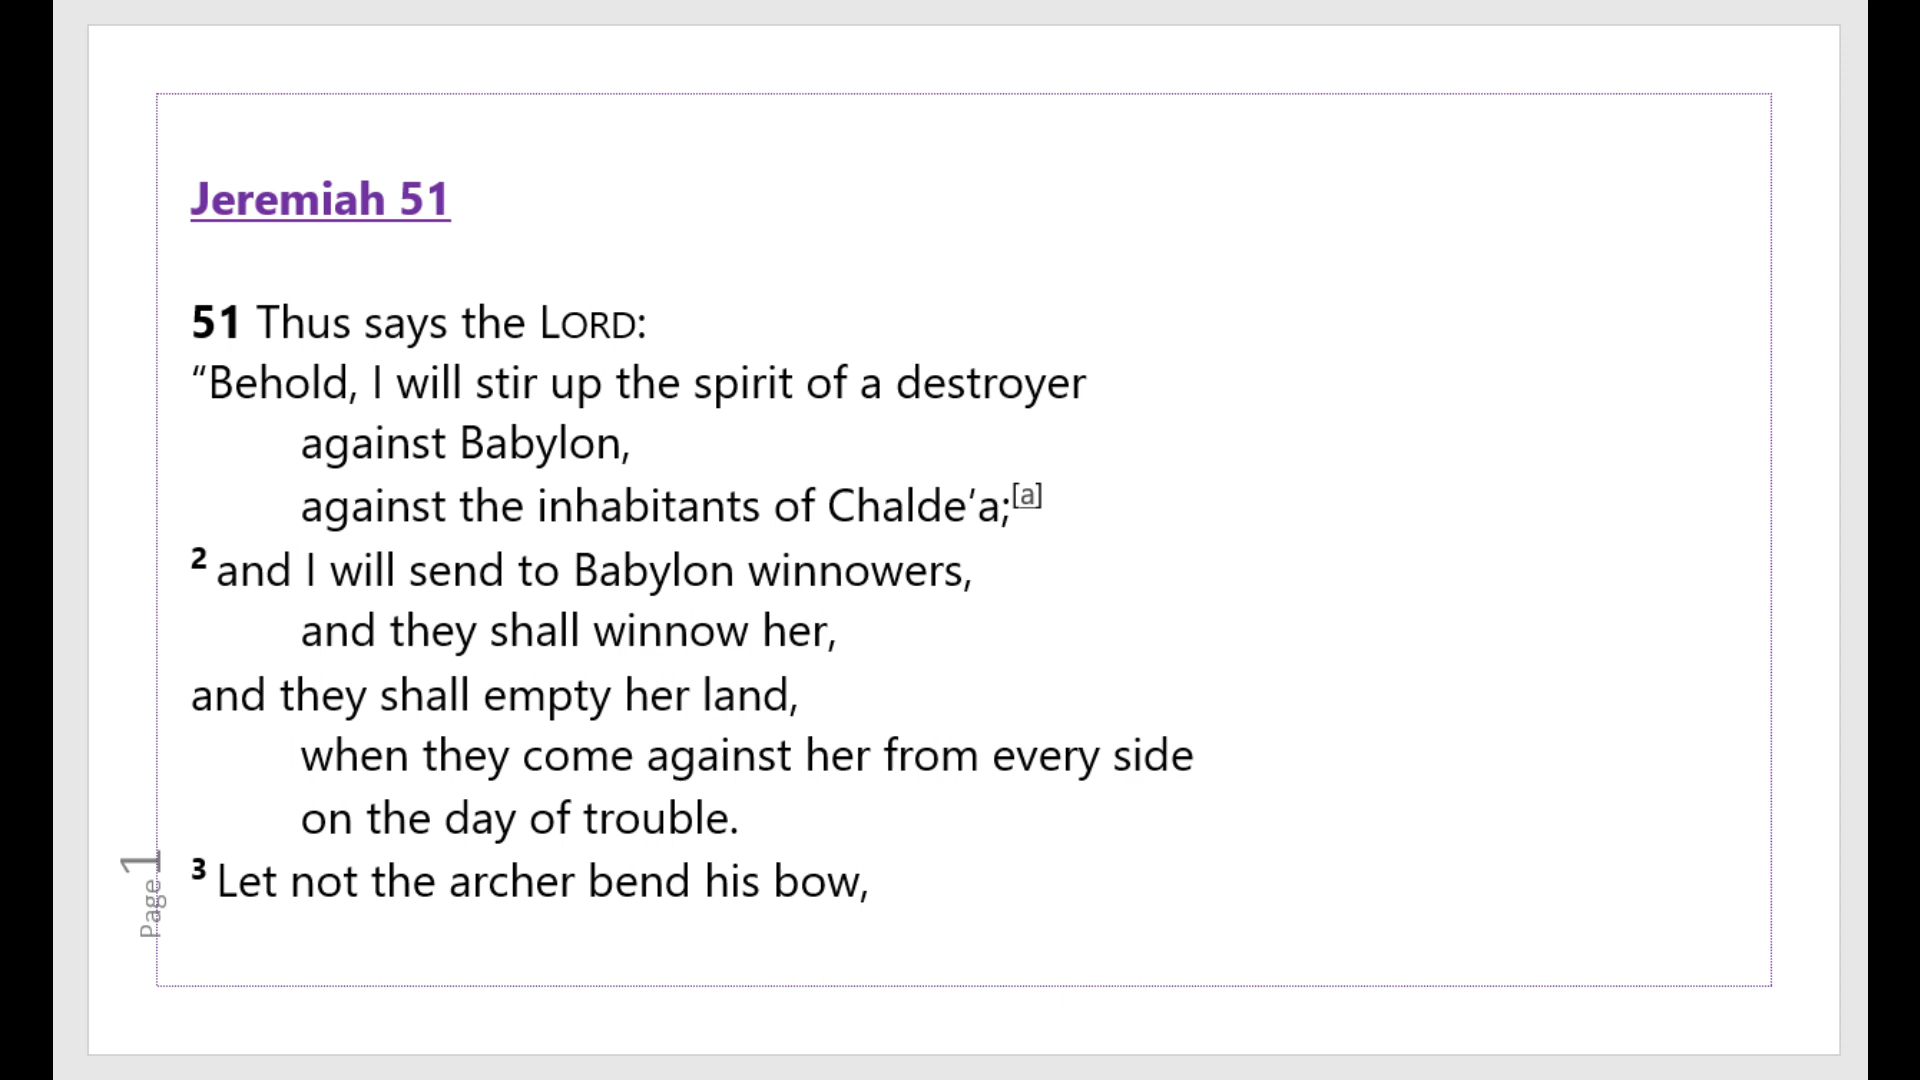 Jeremiah 51
51 Thus says the LORD:
“Behold, I will stir up the spirit of a destroyer
against Babylon,
against the inhabitants of Chalde′a;[a]
2 and I will send to Babylon winnowers,
and they shall winnow her,
and they shall empty her land,
when they come against her from every side
on the day of trouble.
3 Let not the archer bend his bow,
Page 1